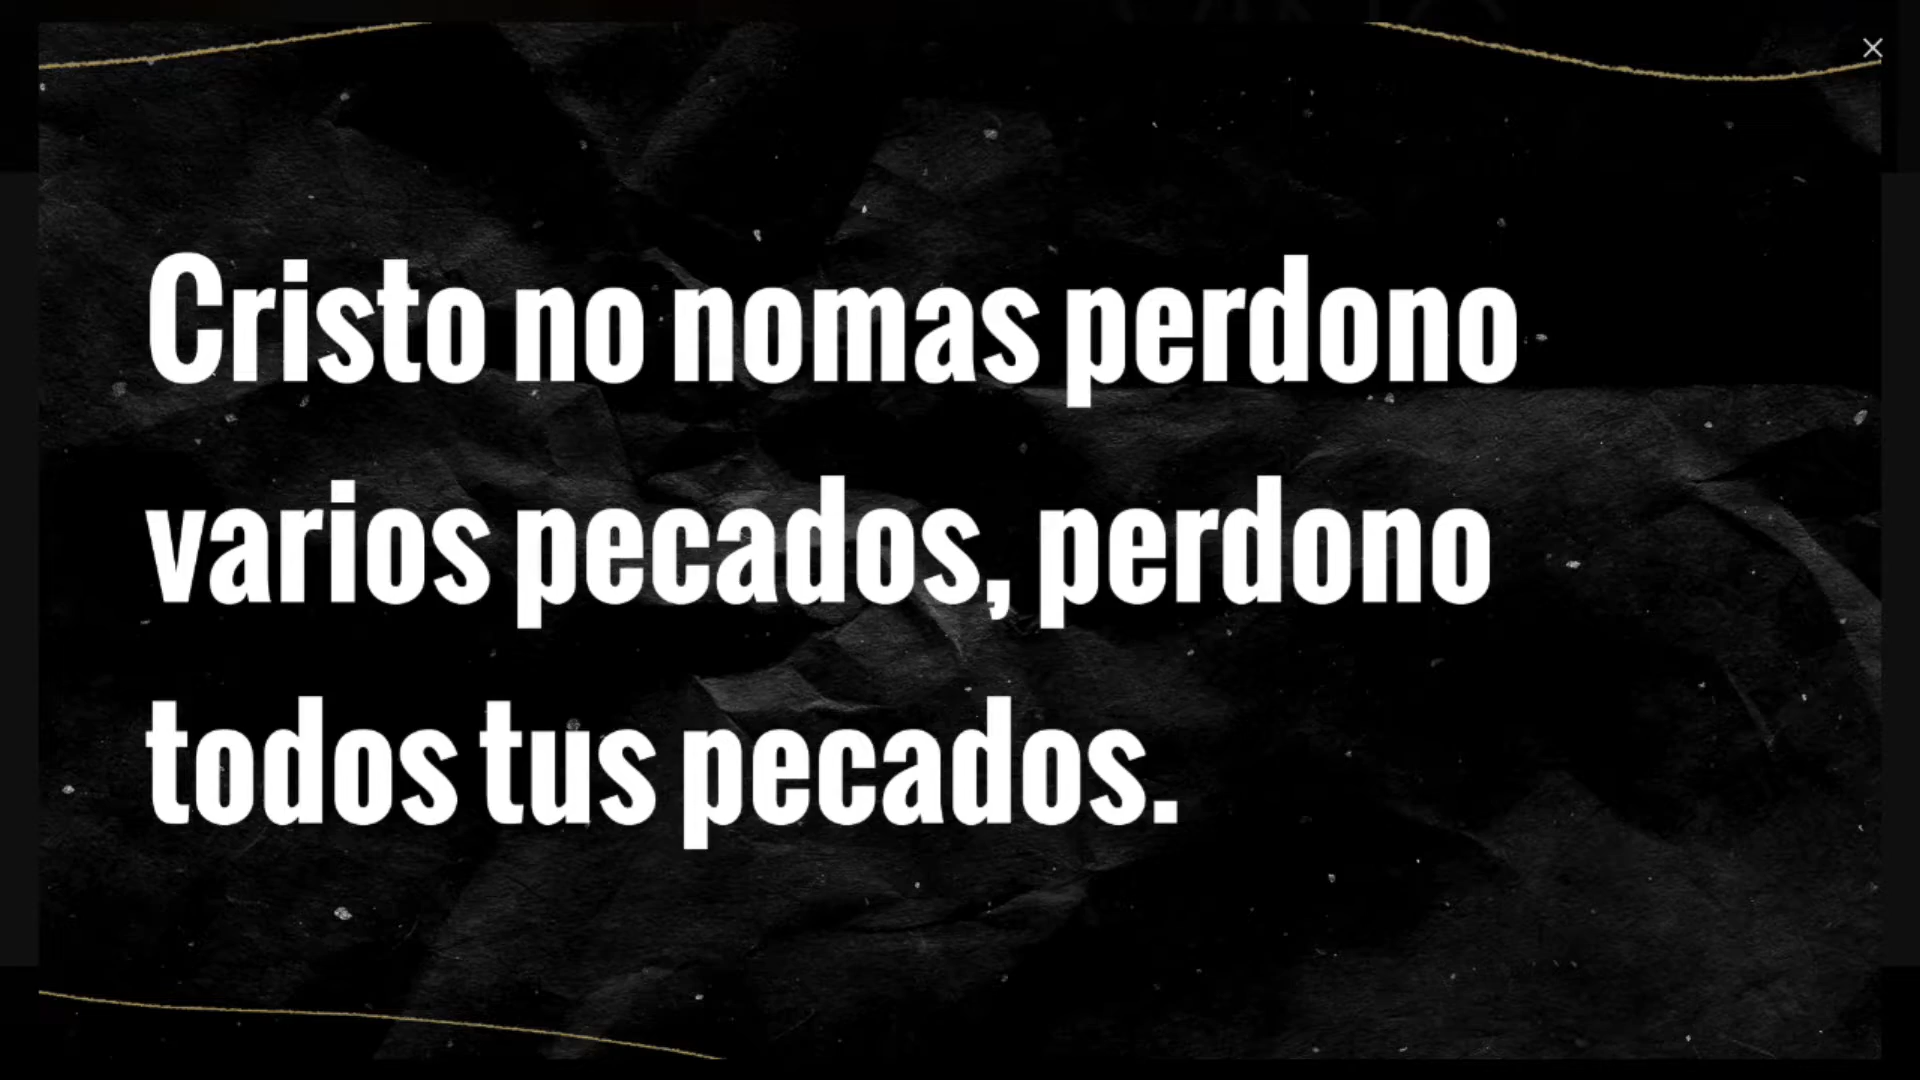 Cristo no nomas perdono
varios pecados, perdono
todos tus pecados.